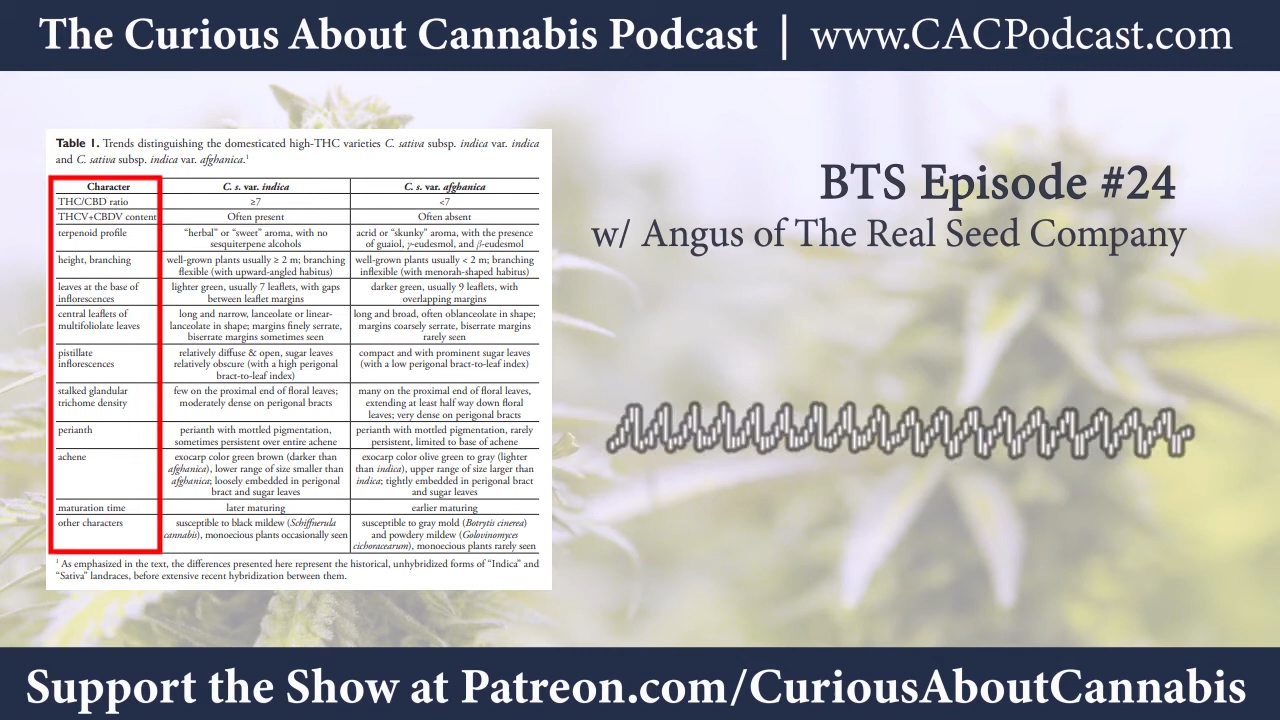 The Curious About Cannabis Podcast | www.CACPodcast.com
Table 1. Trends distinguishing the domesticated high-THC varieties C. sativa subsp. indica var. indica
and C. sativa subsp. indica var. afghanica.¹
Character C. s. var. indica C. s. var. afghanica
THC/CBD ratio ≥7 <7
THCV+CBDV content Often present Often absent
terpenoid profile “herbal” or “sweet” aroma, with no acrid or “skunky” aroma, with the presence
sesquiterpene alcohols of guaiol, γ-eudesmol, and β-eudesmol
height, branching well-grown plants usually ≥ 2 m; branching well-grown plants usually < 2 m; branching
flexible (with upward-angled habitus) inflexible (with menorah-shaped habitus)
leaves at the base of lighter green, usually 7 leaflets, with gaps darker green, usually 9 leaflets, with
inflorescences between leaflet margins overlapping margins
central leaflets of long and narrow, lanceolate or linear- long and broad, often oblanceolate in shape;
multifoliolate leaves lanceolate in shape; margins finely serrate, margins coarsely serrate, biserrate margins
biserrate margins sometimes seen rarely seen
pistillate relatively diffuse & open, sugar leaves compact and with prominent sugar leaves
inflorescences relatively obscure (with a high perigonal (with a low perigonal bract-to-leaf index)
bract-to-leaf index)
stalked glandular few on the proximal end of floral leaves; many on the proximal end of floral leaves,
trichome density moderately dense on perigonal bracts extending at least half way down floral
leaves; very dense on perigonal bracts
perianth perianth with mottled pigmentation, perianth with mottled pigmentation, rarely
sometimes persistent over entire achene persistent, limited to base of achene
achene exocarp color green brown (darker than exocarp color olive green to gray (lighter
afghanica), lower range of size smaller than than indica), upper range of size larger than
afghanica; loosely embedded in perigonal indica; tightly embedded in perigonal bract
bract and sugar leaves and sugar leaves
maturation time later maturing earlier maturing
other characters susceptible to black mildew (Schiffnerula susceptible to gray mold (Botrytis cinerea)
cannabis), monoecious plants occasionally seen and powdery mildew (Golovinomyces
cichoracearum), monoecious plants rarely seen
¹ As emphasized in the text, the differences presented here represent the historical, unhybridized forms of “Indica” and
“Sativa” landraces, before extensive recent hybridization between them.
BTS Episode #24
w/ Angus of The Real Seed Company
Support the Show at Patreon.com/CuriousAboutCannabis